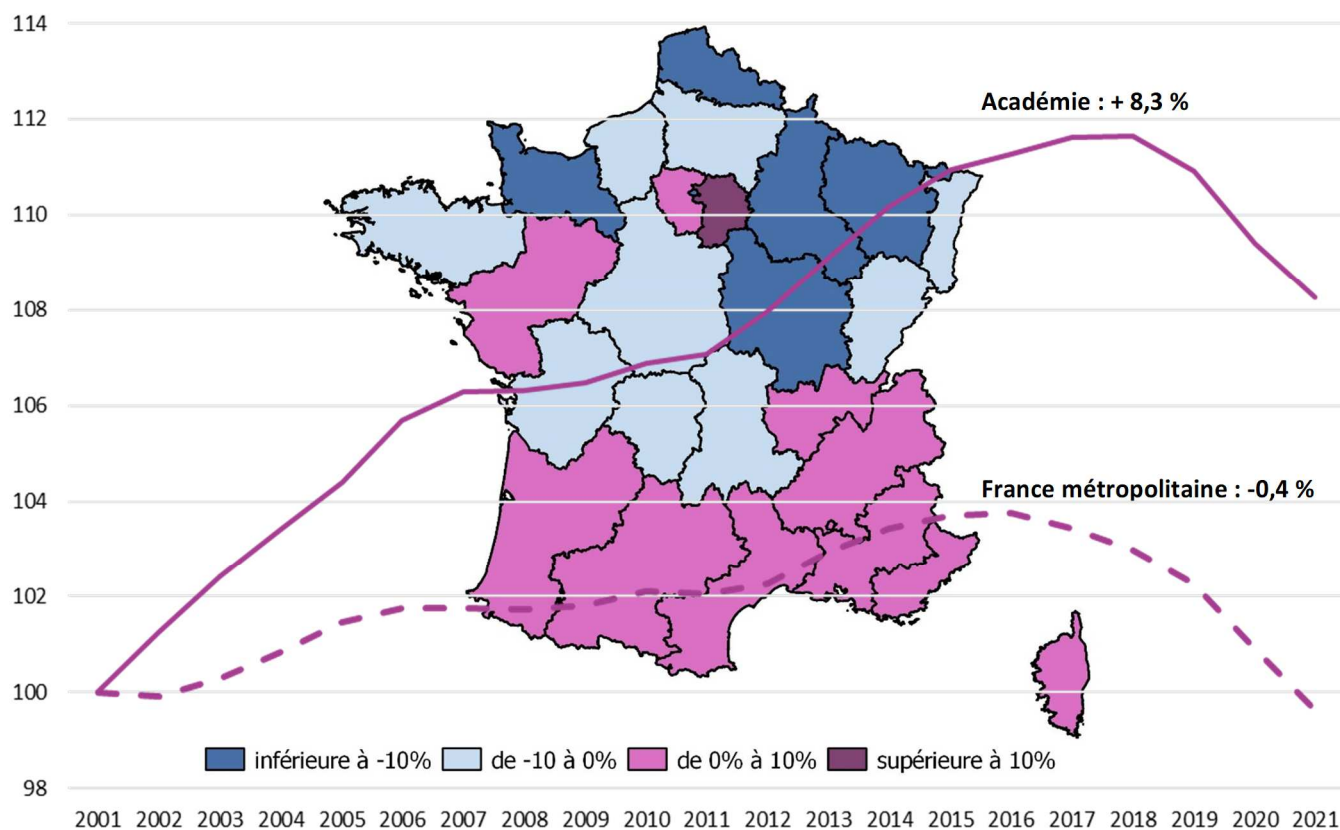 114
112
110
108
106
104
102
100
98
Académie : + 8,3 %
France métropolitaine : -0,4 %
inférieure à -10% de -10 à 0% de 0% à 10% supérieure à 10%
2001 2002 2003 2004 2005 2006 2007 2008 2009 2010 2011 2012 2013 2014 2015 2016 2017 2018 2019 2020 2021